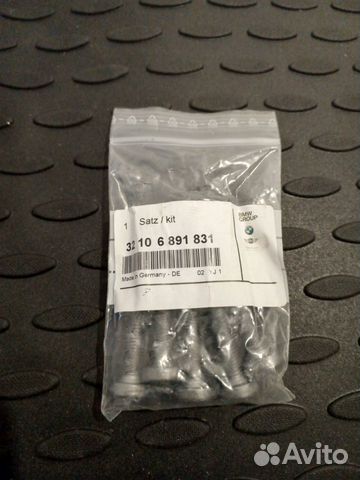 1 Satz / kit
32 10 6 891 831
Made in Germany - DE
BMW
GROUP
Avito